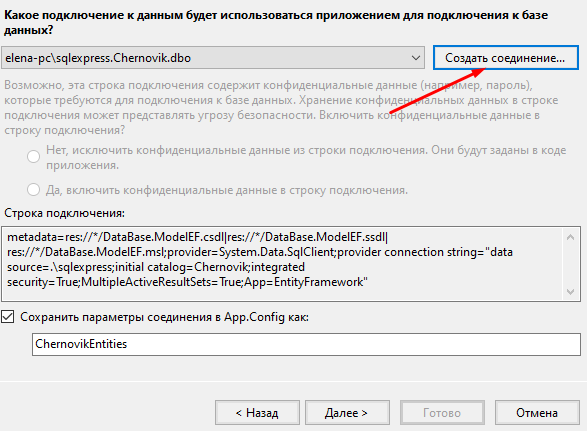 Какое подключение к данным будет использоваться приложением для подключения к базе
данных?
elena-pc\sqlexpress.Chernovik.dbo
Создать соединение...
Возможно, эта строка подключения содержит конфиденциальные данные (например, пароль),
которые требуются для подключения к базе данных. Хранение конфиденциальных данных в строке
подключения может представлять угрозу безопасности. Включить конфиденциальные данные в
строку подключения?
Нет, исключить конфиденциальные данные из строки подключения. Они будут заданы в коде
приложения.
Да, включить конфиденциальные данные в строку подключения.
Строка подключения:
metadata=res://*/DataBase.ModelEF.csdl|res://*/DataBase.ModelEF.ssdl|
res://*/DataBase.ModelEF.msl;provider=System.Data.SqlClient;provider connection string="data
source=.\sqlexpress;initial catalog=Chernovik;integrated
security=True;MultipleActiveResultSets=True;App=EntityFramework"
Сохранить параметры соединения в App.Config как:
ChernovikEntities
< Назад
Далее >
Готово
Отмена